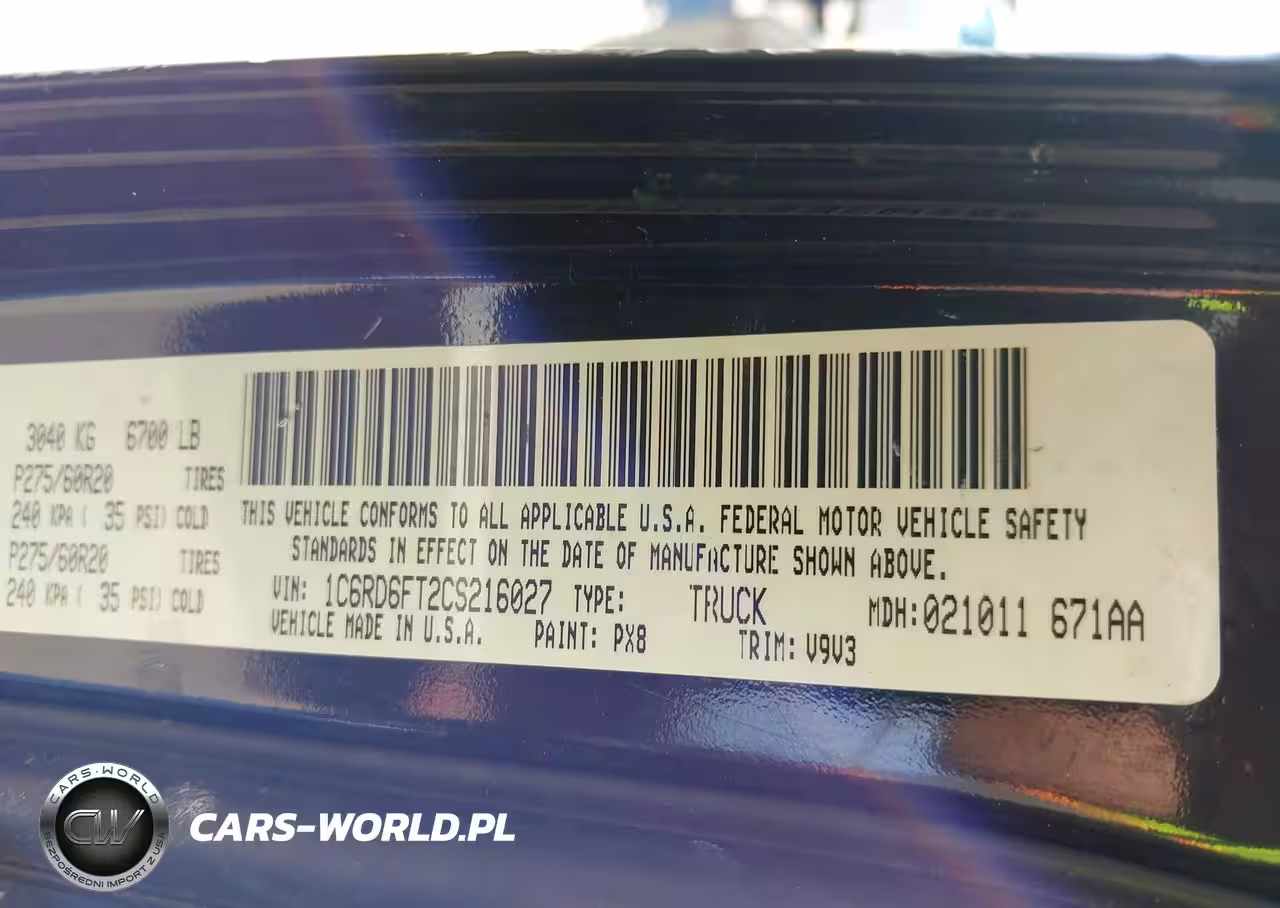 3040 KG 6700 LB
P275/60R20 TIRES
240 KPA ( 35 PSI) COLD
P275/60R20 TIRES
240 KPA ( 35 PSI) COLD
THIS VEHICLE CONFORMS TO ALL APPLICABLE U.S.A. FEDERAL MOTOR VEHICLE SAFETY
STANDARDS IN EFFECT ON THE DATE OF MANUFACTURE SHOWN ABOVE.
VIN: 1C6RD6FT2CS216027 TYPE: TRUCK MDH:021011 671AA
VEHICLE MADE IN U.S.A. PAINT: PX8 TRIM: V9V3
CARS-WORLD
CW
BEZPOŚREDNI IMPORT Z USA
CARS-WORLD.PL